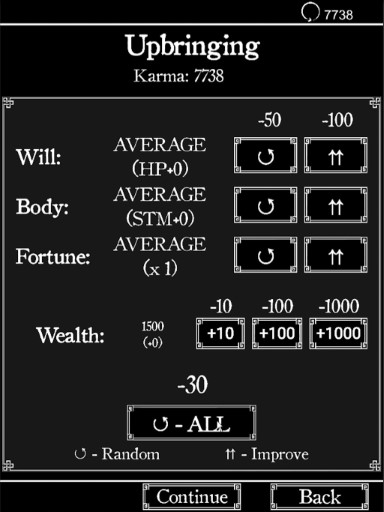 7738
Upbringing
Karma: 7738
-50 -100
Will: AVERAGE (HP+0)
Body: AVERAGE (STM+0)
Fortune: AVERAGE (x 1)
-10 -100 -1000
Wealth: 1500 (+0) +10 +100 +1000
-30
↺ - ALL
↺ - Random ⇈ - Improve
Continue Back